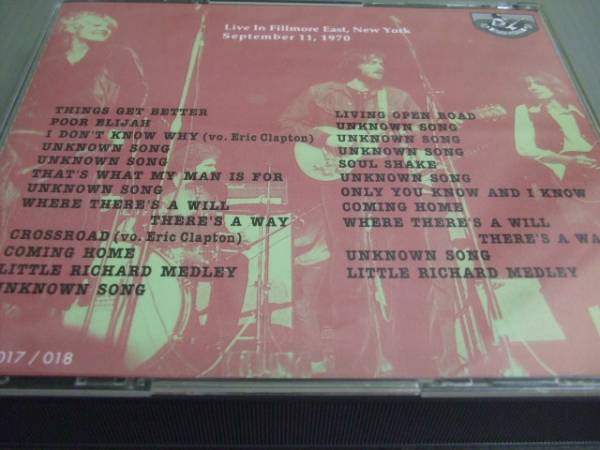 Live In Fillmore East, New York
September 11, 1970
THINGS GET BETTER
POOR ELIJAH
I DON'T KNOW WHY (vo. Eric Clapton)
UNKNOWN SONG
UNKNOWN SONG
THAT'S WHAT MY MAN IS FOR
UNKNOWN SONG
WHERE THERE'S A WILL
THERE'S A WAY
CROSSROAD (vo. Eric Clapton)
COMING HOME
LITTLE RICHARD MEDLEY
UNKNOWN SONG
LIVING OPEN ROAD
UNKNOWN SONG
UNKNOWN SONG
UNKNOWN SONG
SOUL SHAKE
UNKNOWN SONG
ONLY YOU KNOW AND I KNOW
COMING HOME
WHERE THERE'S A WILL
THERE'S A WA
UNKNOWN SONG
LITTLE RICHARD MEDLEY
017 / 018